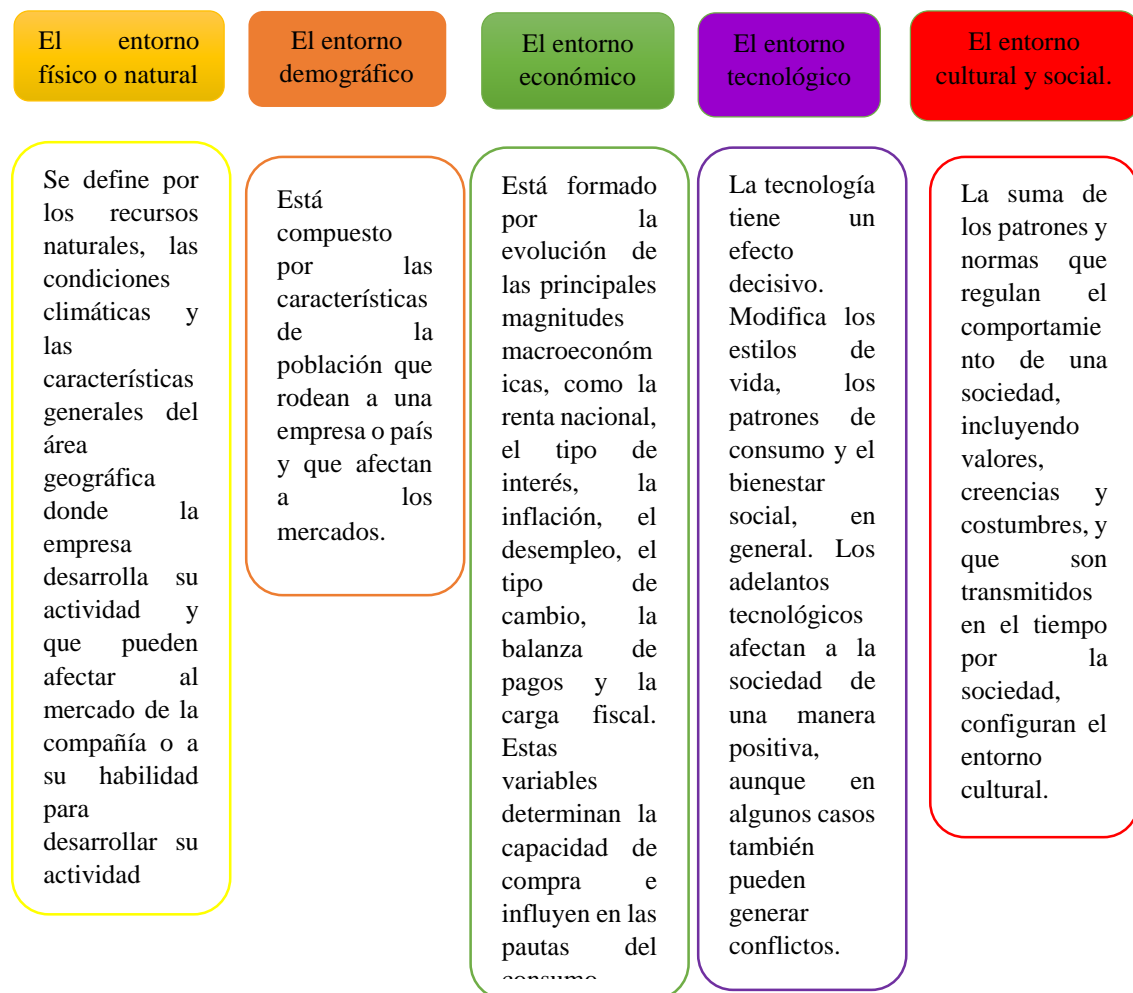 El entorno
físico o natural
El entorno
demográfico
El entorno
económico
El entorno
tecnológico
El entorno
cultural y social.
Se define por
los recursos
naturales, las
condiciones
climáticas y
las
características
generales del
área
geográfica
donde la
empresa
desarrolla su
actividad y
que pueden
afectar al
mercado de la
compañía o a
su habilidad
para
desarrollar su
actividad
Está
compuesto
por las
características
de la
población que
rodean a una
empresa o país
y que afectan
a los
mercados.
Está formado
por la
evolución de
las principales
magnitudes
macroeconóm
icas, como la
renta nacional,
el tipo de
interés, la
inflación, el
desempleo, el
tipo de
cambio, la
balanza de
pagos y la
carga fiscal.
Estas
variables
determinan la
capacidad de
compra e
influyen en las
pautas del
consumo
La tecnología
tiene un
efecto
decisivo.
Modifica los
estilos de
vida, los
patrones de
consumo y el
bienestar
social, en
general. Los
adelantos
tecnológicos
afectan a la
sociedad de
una manera
positiva,
aunque en
algunos casos
también
pueden
generar
conflictos.
La suma de
los patrones y
normas que
regulan el
comportamie
nto de una
sociedad,
incluyendo
valores,
creencias y
costumbres, y
que son
transmitidos
en el tiempo
por la
sociedad,
configuran el
entorno
cultural.